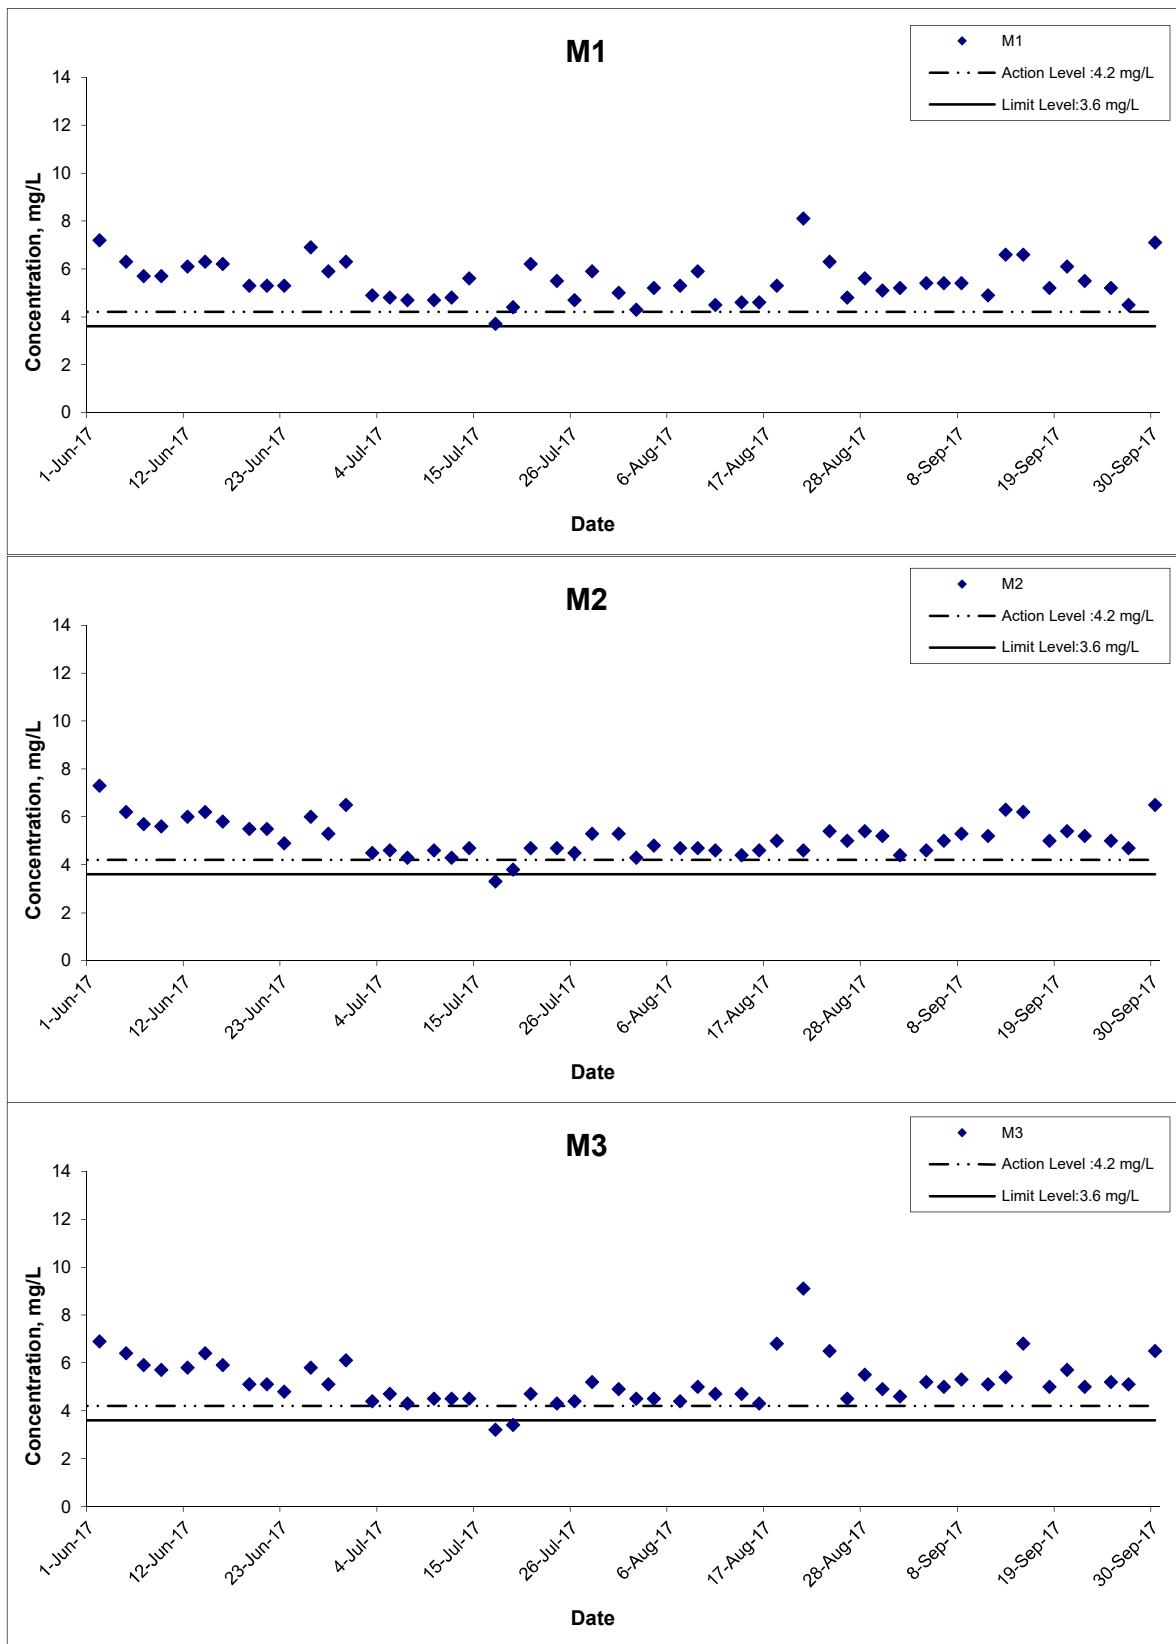 M1
M1
Action Level :4.2 mg/L
Limit Level:3.6 mg/L
14
12
10
8
6
4
2
0
Concentration, mg/L
1-Jun-17
12-Jun-17
23-Jun-17
4-Jul-17
15-Jul-17
26-Jul-17
6-Aug-17
17-Aug-17
28-Aug-17
8-Sep-17
19-Sep-17
30-Sep-17
Date
M2
M2
Action Level :4.2 mg/L
Limit Level:3.6 mg/L
14
12
10
8
6
4
2
0
Concentration, mg/L
1-Jun-17
12-Jun-17
23-Jun-17
4-Jul-17
15-Jul-17
26-Jul-17
6-Aug-17
17-Aug-17
28-Aug-17
8-Sep-17
19-Sep-17
30-Sep-17
Date
M3
M3
Action Level :4.2 mg/L
Limit Level:3.6 mg/L
14
12
10
8
6
4
2
0
Concentration, mg/L
1-Jun-17
12-Jun-17
23-Jun-17
4-Jul-17
15-Jul-17
26-Jul-17
6-Aug-17
17-Aug-17
28-Aug-17
8-Sep-17
19-Sep-17
30-Sep-17
Date